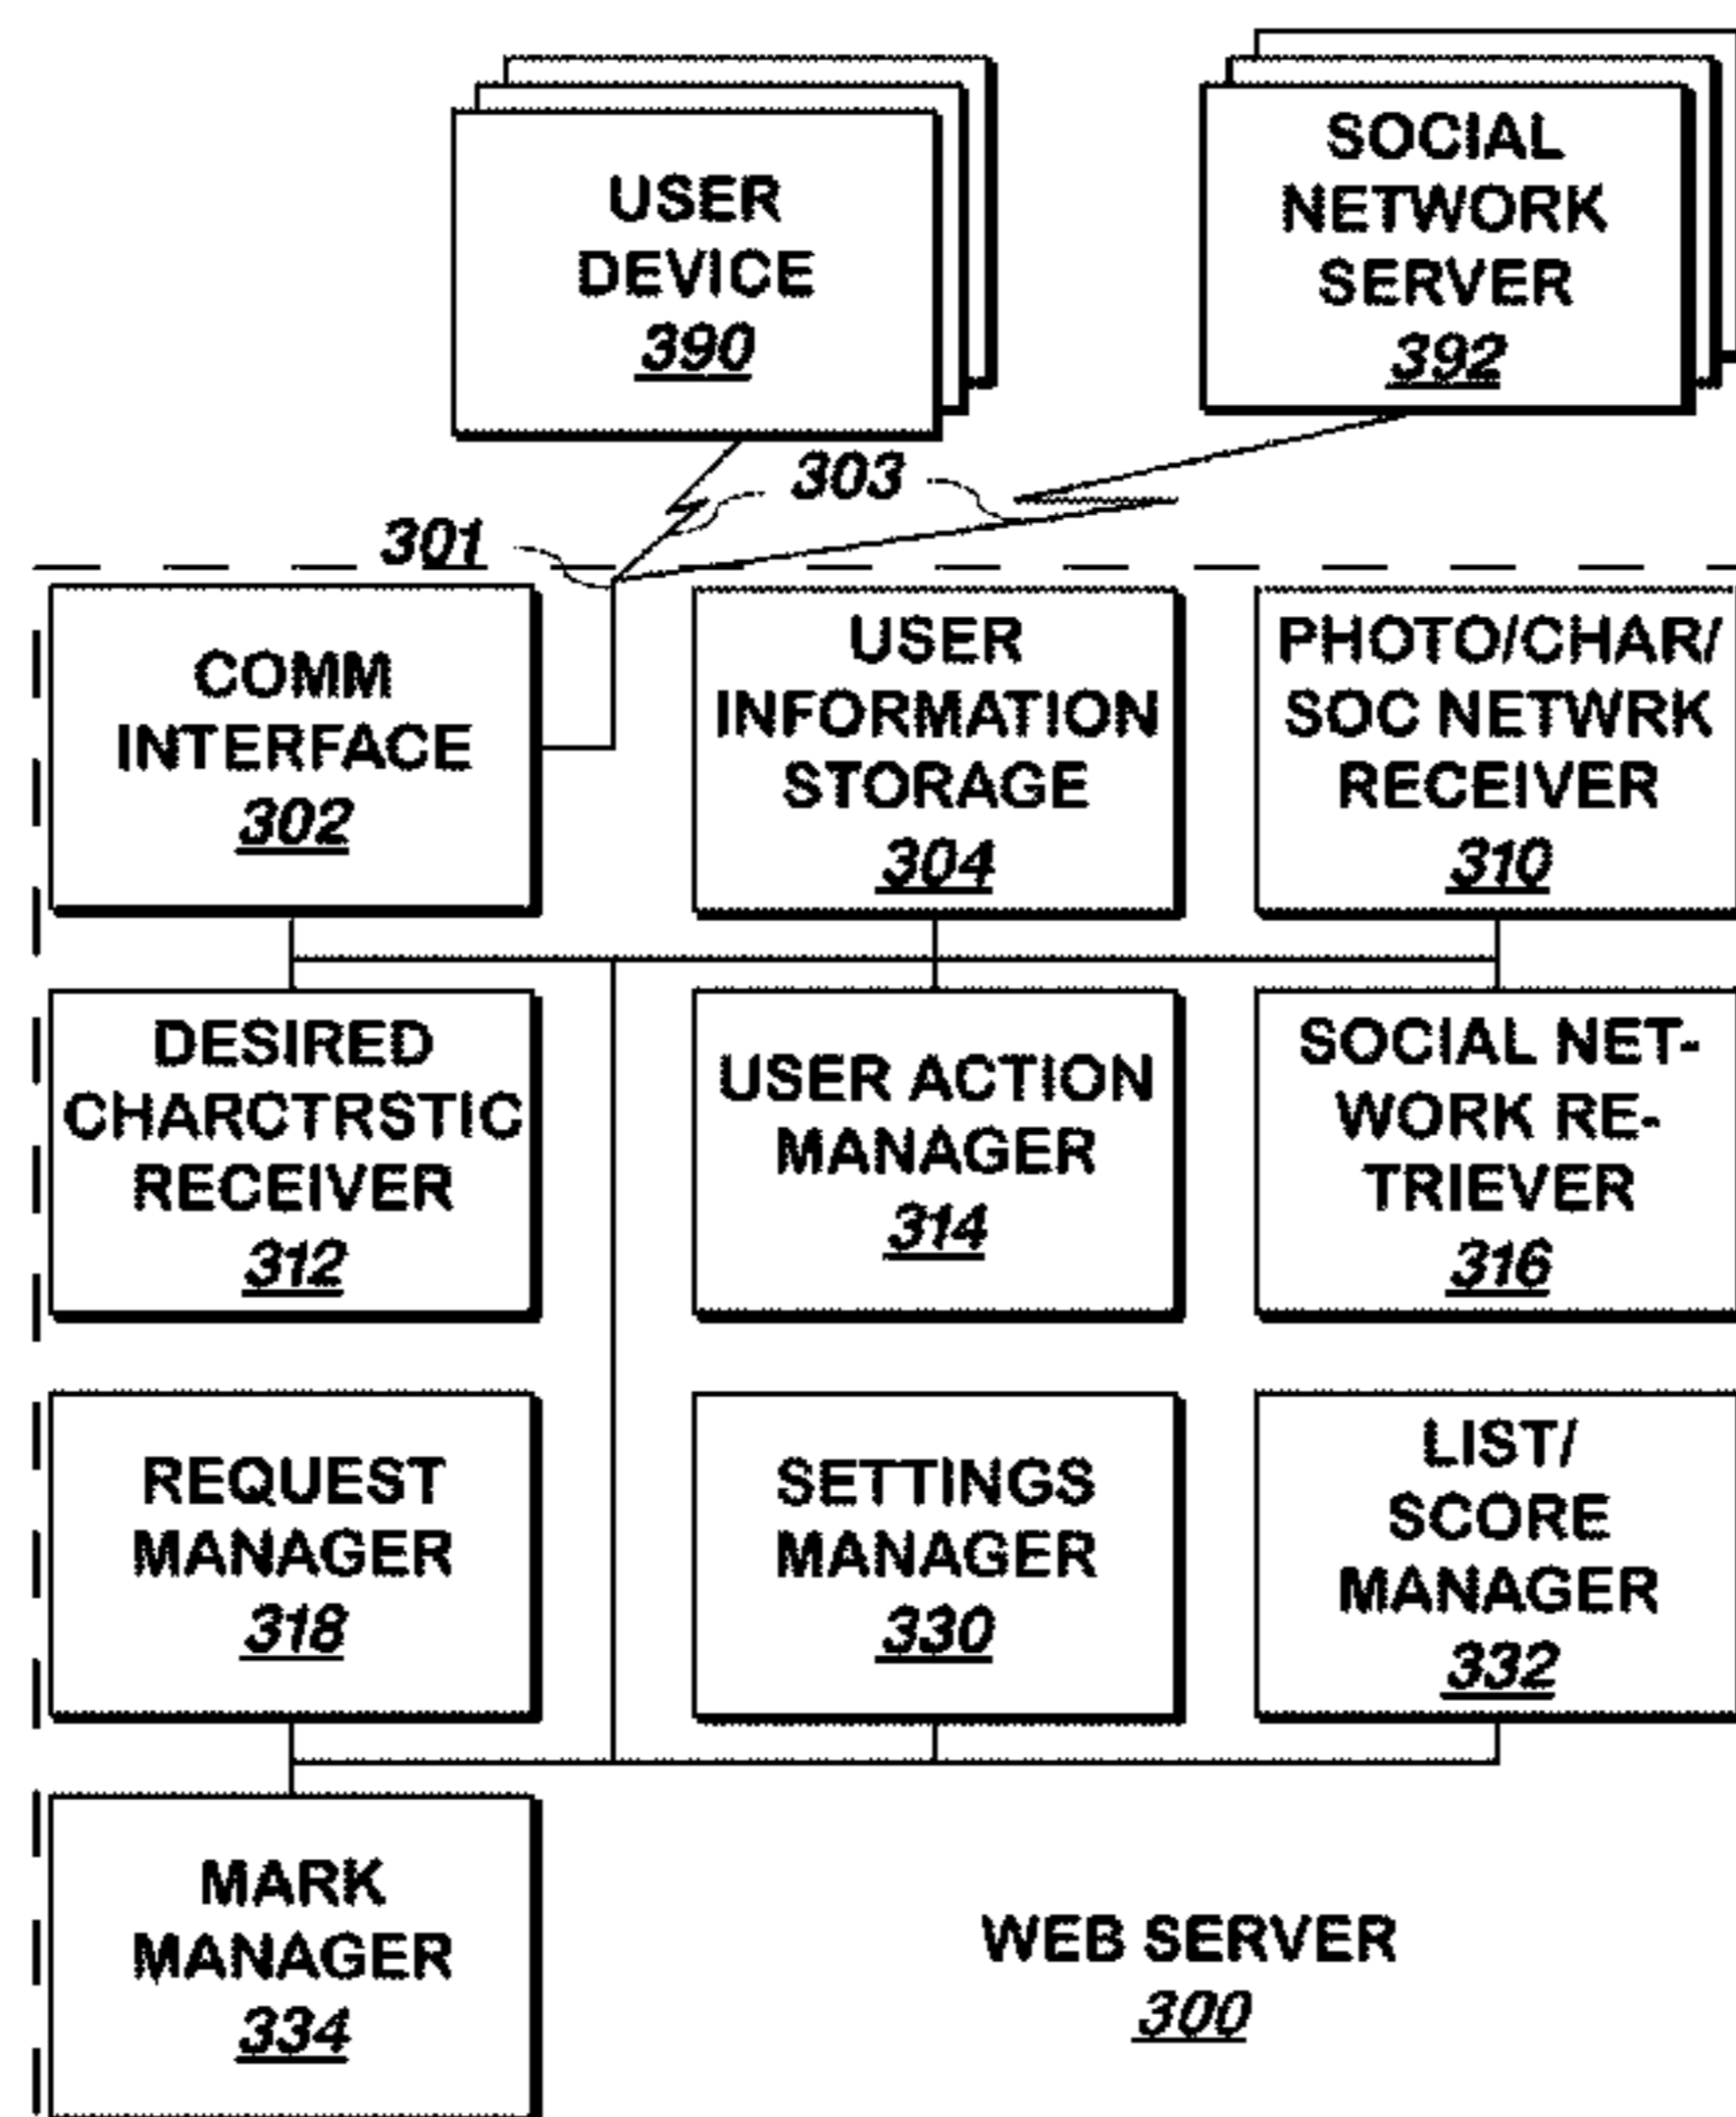 USER
DEVICE
390
SOCIAL
NETWORK
SERVER
392
303
301
COMM
INTERFACE
302
USER
INFORMATION
STORAGE
304
PHOTO/CHAR/
SOC NETWRK
RECEIVER
310
DESIRED
CHARCTRSTIC
RECEIVER
312
USER ACTION
MANAGER
314
SOCIAL NET-
WORK RE-
TRIEVER
316
REQUEST
MANAGER
318
SETTINGS
MANAGER
330
LIST/
SCORE
MANAGER
332
MARK
MANAGER
334
WEB SERVER
300